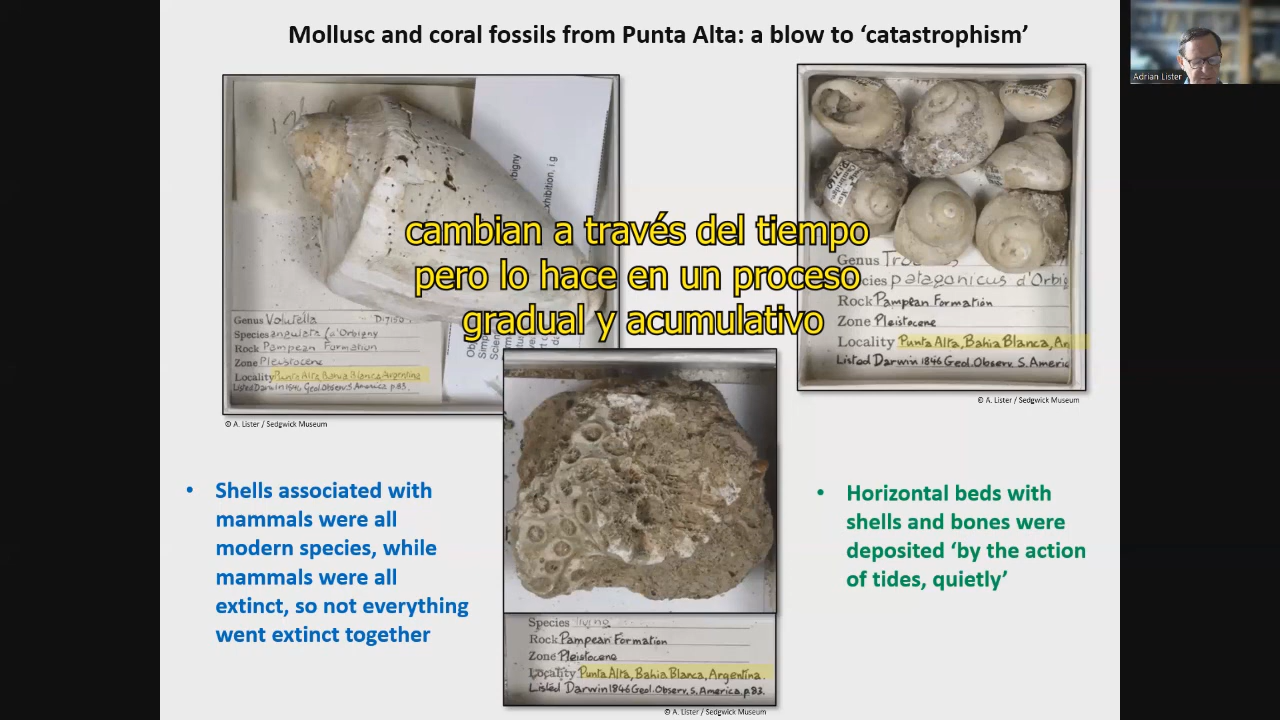 Mollusc and coral fossils from Punta Alta: a blow to ‘catastrophism’
Adrian Lister
cambian a través del tiempo
pero lo hace en un proceso
gradual y acumulativo
Genus Volutella
Species angulata (d'Orbigny
Rock Pampean Formation
Zone Pleistocene
Locality Punta Alta, Bahia Blanca, Argentina
Listed Darwin 1846 Geol. Observ. S. America p.83.
© A. Lister / Sedgwick Museum
Genus
patagonicus d'Orbi
Rock Pampean Formation
Zone Pleistocene
Locality Punta Alta, Bahia Blanca, Ar
Listed Darwin 1846 Geol. Observ. S. Americ
© A. Lister / Sedgwick Museum
• Shells associated with
mammals were all
modern species, while
mammals were all
extinct, so not everything
went extinct together
Species living
Rock Pampean Formation
Zone Pleistocene
Locality Punta Alta, Bahia Blanca, Argentina.
Listed Darwin 1846 Geol. Observ. S. America p.83.
© A. Lister / Sedgwick Museum
• Horizontal beds with
shells and bones were
deposited ‘by the action
of tides, quietly’